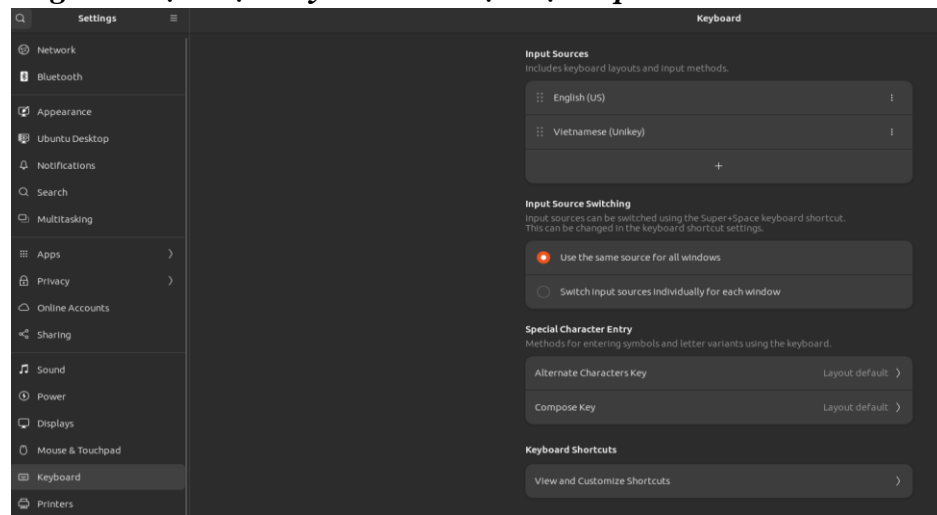 Settings
Keyboard
Network
Bluetooth
Appearance
Ubuntu Desktop
Notifications
Search
Multitasking
Apps
Privacy
Online Accounts
Sharing
Sound
Power
Displays
Mouse & Touchpad
Keyboard
Printers
Input Sources
Includes keyboard layouts and input methods.
English (US)
Vietnamese (Unikey)
+
Input Source Switching
Input sources can be switched using the Super+Space keyboard shortcut.
This can be changed in the keyboard shortcut settings.
Use the same source for all windows
Switch input sources individually for each window
Special Character Entry
Methods for entering symbols and letter variants using the keyboard.
Alternate Characters Key Layout default
Compose Key Layout default
Keyboard Shortcuts
View and Customize Shortcuts